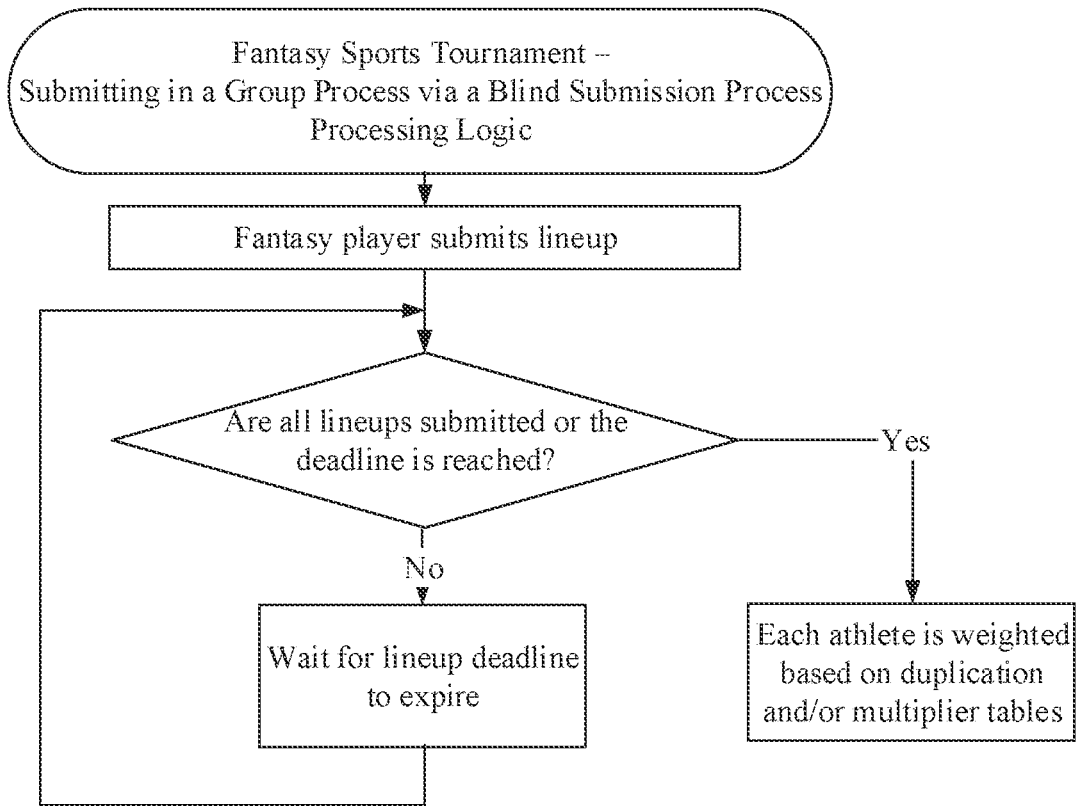 Fantasy Sports Tournament –
Submitting in a Group Process via a Blind Submission Process
Processing Logic
Fantasy player submits lineup
Are all lineups submitted or the
deadline is reached?
Yes
No
Wait for lineup deadline
to expire
Each athlete is weighted
based on duplication
and/or multiplier tables